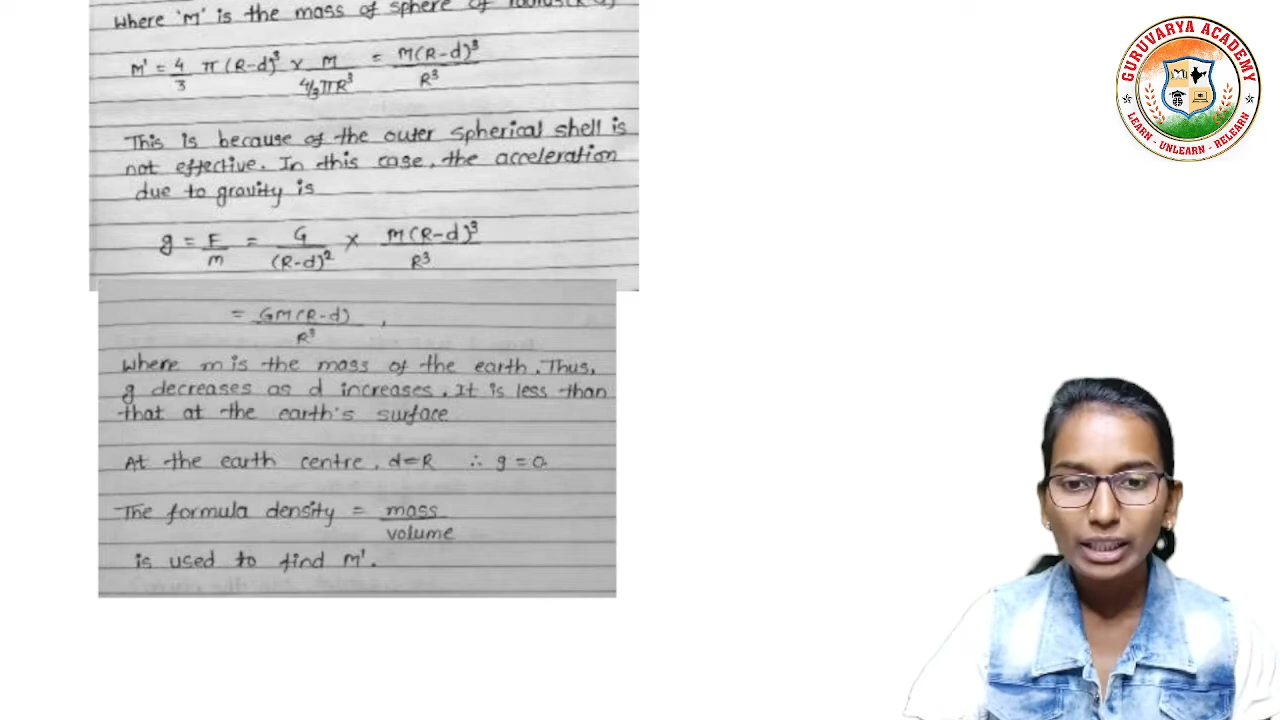 Where 'M' is the mass of sphere of radius(R-d)
M' = 4/3 π (R-d)³ × M / 4/3 πR³ = M(R-d)³ / R³
This is because of the outer spherical shell is
not effective. In this case, the acceleration
due to gravity is
g = F/m = G/(R-d)² × M(R-d)³ / R³
= GM(R-d) / R³ ,
Where m is the mass of the earth. Thus,
g decreases as d increases. It is less than
that at the earth's surface
At the earth centre, d=R ∴ g=0
The formula density = mass / volume
is used to find M'.
GURUVARYA ACADEMY
LEARN - UNLEARN - RELEARN